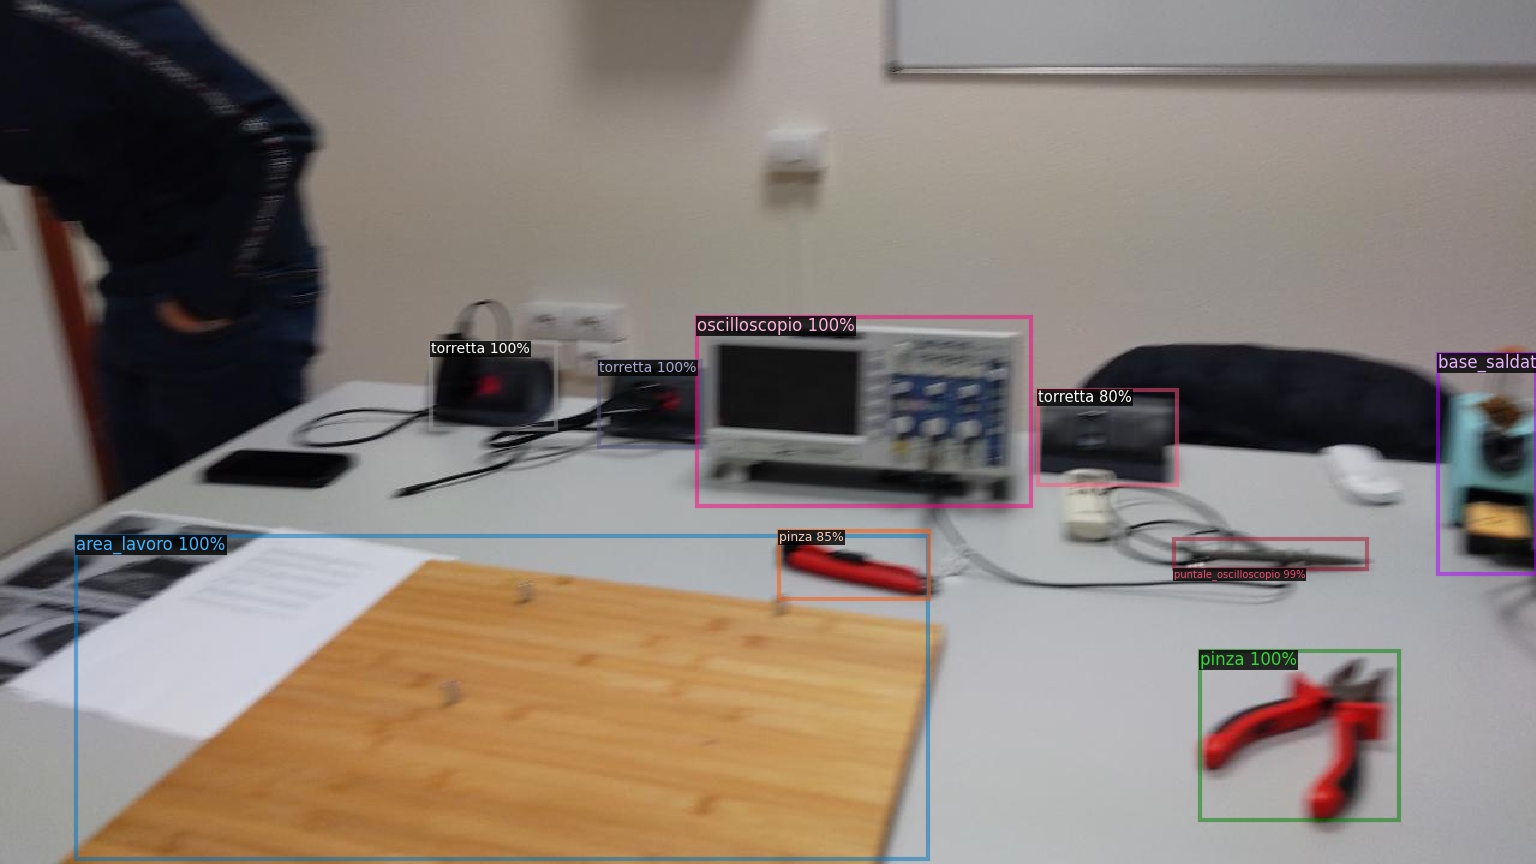 oscilloscopio 100%
torretta 100%
torretta 100%
base_saldat
torretta 80%
pinza 85%
area_lavoro 100%
puntale_oscilloscopio 99%
pinza 100%